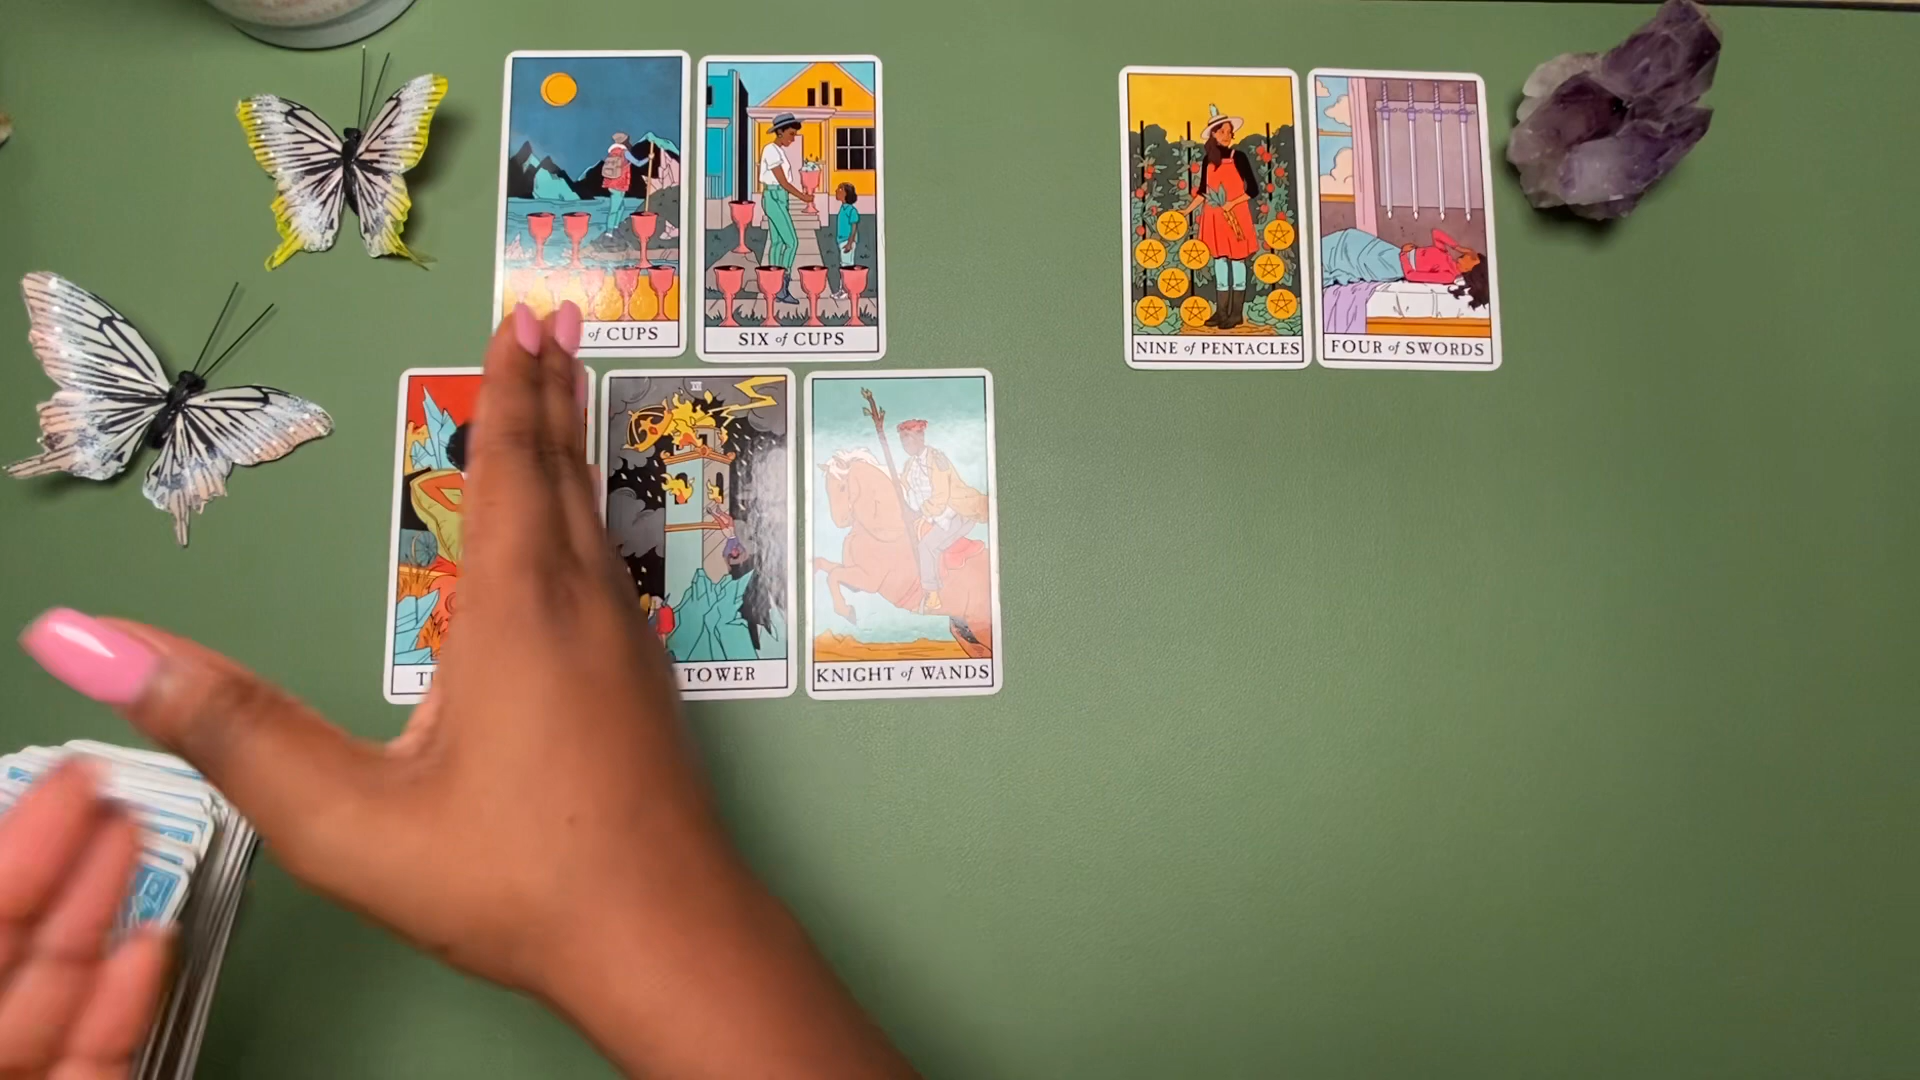 of CUPS
SIX of CUPS
NINE of PENTACLES
FOUR of SWORDS
TOWER
KNIGHT of WANDS